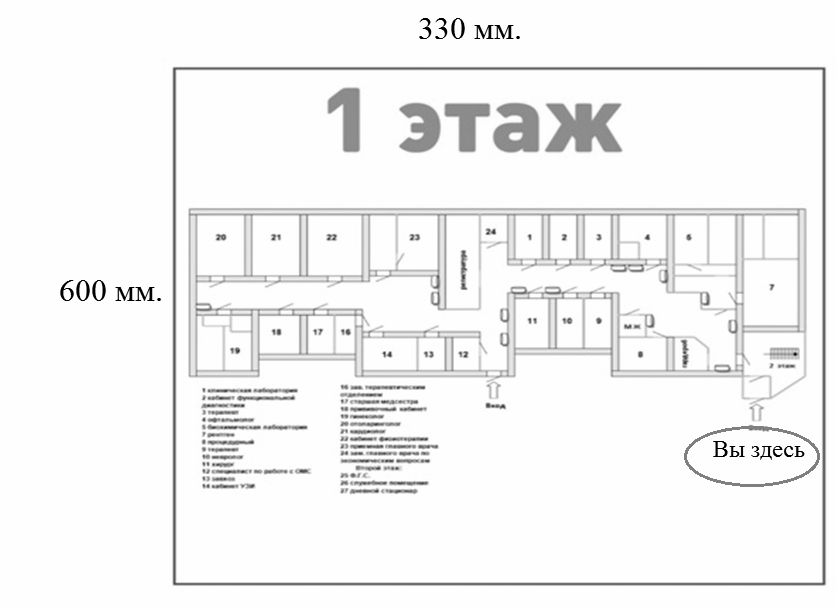 330 мм.
1 этаж
600 мм.
20 21 22 23 24 1 2 3 4 5 7
регистратура
19 18 17 16 14 13 12 11 10 9 М Ж 8
2 этаж
Вход
Вы здесь
1 клиническая лаборатория
2 кабинет функциональной
диагностики
3 терапевт
4 офтальмолог
5 биохимическая лаборатория
7 рентген
8 процедурный
9 терапевт
10 невролог
11 хирург
12 специалист по работе с ОМС
13 завхоз
14 кабинет УЗИ
16 зав. терапевтическим
отделением
17 старшая медсестра
18 прививочный кабинет
19 гинеколог
20 отоларинголог
21 кардиолог
22 кабинет физиотерапии
23 приемная главного врача
24 зам. главного врача по
экономическим вопросам
Второй этаж:
25 Ф.Г.С.
26 служебное помещение
27 дневной стационар